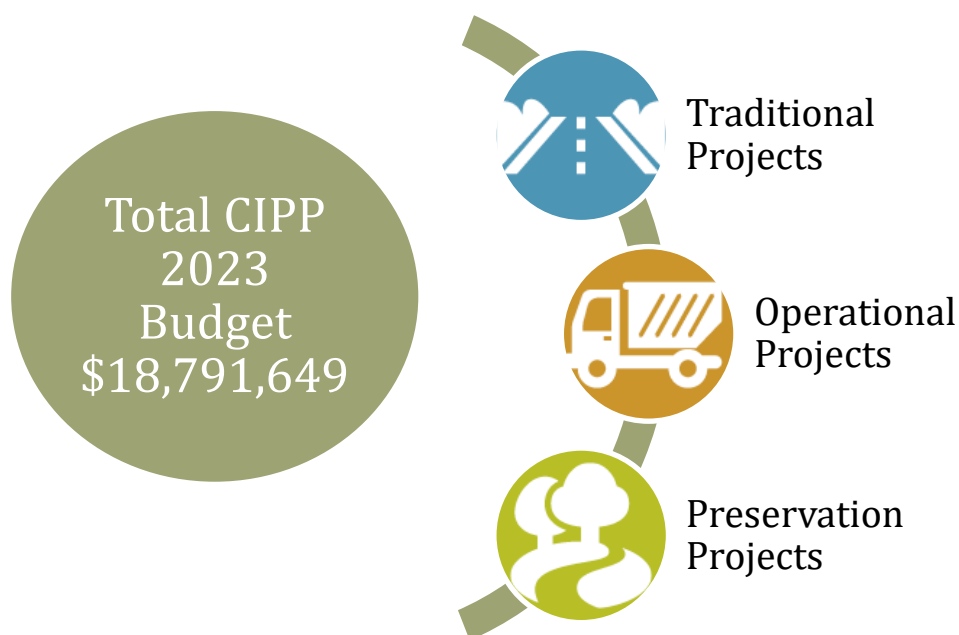 Total CIPP
2023
Budget
$18,791,649
Traditional
Projects
Operational
Projects
Preservation
Projects